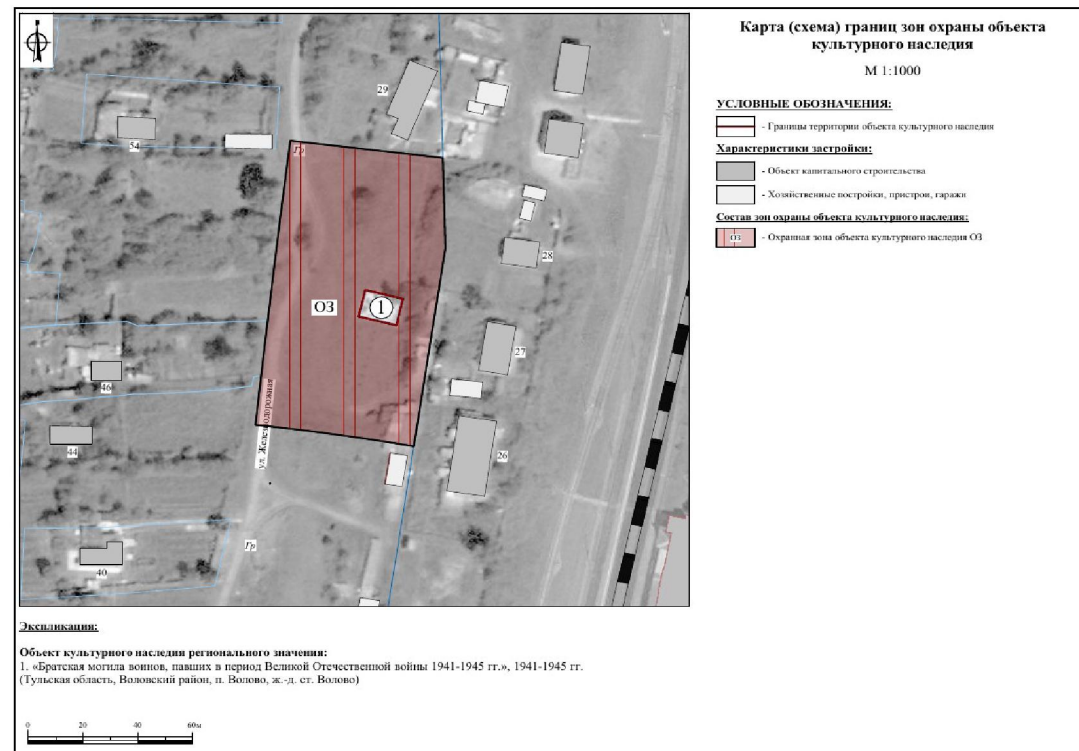 Карта (схема) границ зон охраны объекта
культурного наследия
М 1:1000
УСЛОВНЫЕ ОБОЗНАЧЕНИЯ:
- Границы территории объекта культурного наследия
Характеристики застройки:
- Объект капитального строительства
- Хозяйственные постройки, пристрои, гаражи
Состав зон охраны объекта культурного наследия:
ОЗ
- Охранная зона объекта культурного наследия ОЗ
29
54
Гр
28
ОЗ
1
27
46
ул. Железнодорожная
44
26
Гр
40
Экспликация:
Объект культурного наследия регионального значения:
1. «Братская могила воинов, павших в период Великой Отечественной войны 1941-1945 гг.», 1941-1945 гг.
(Тульская область, Воловский район, п. Волово, ж.-д. ст. Волово)
0 20 40 60м